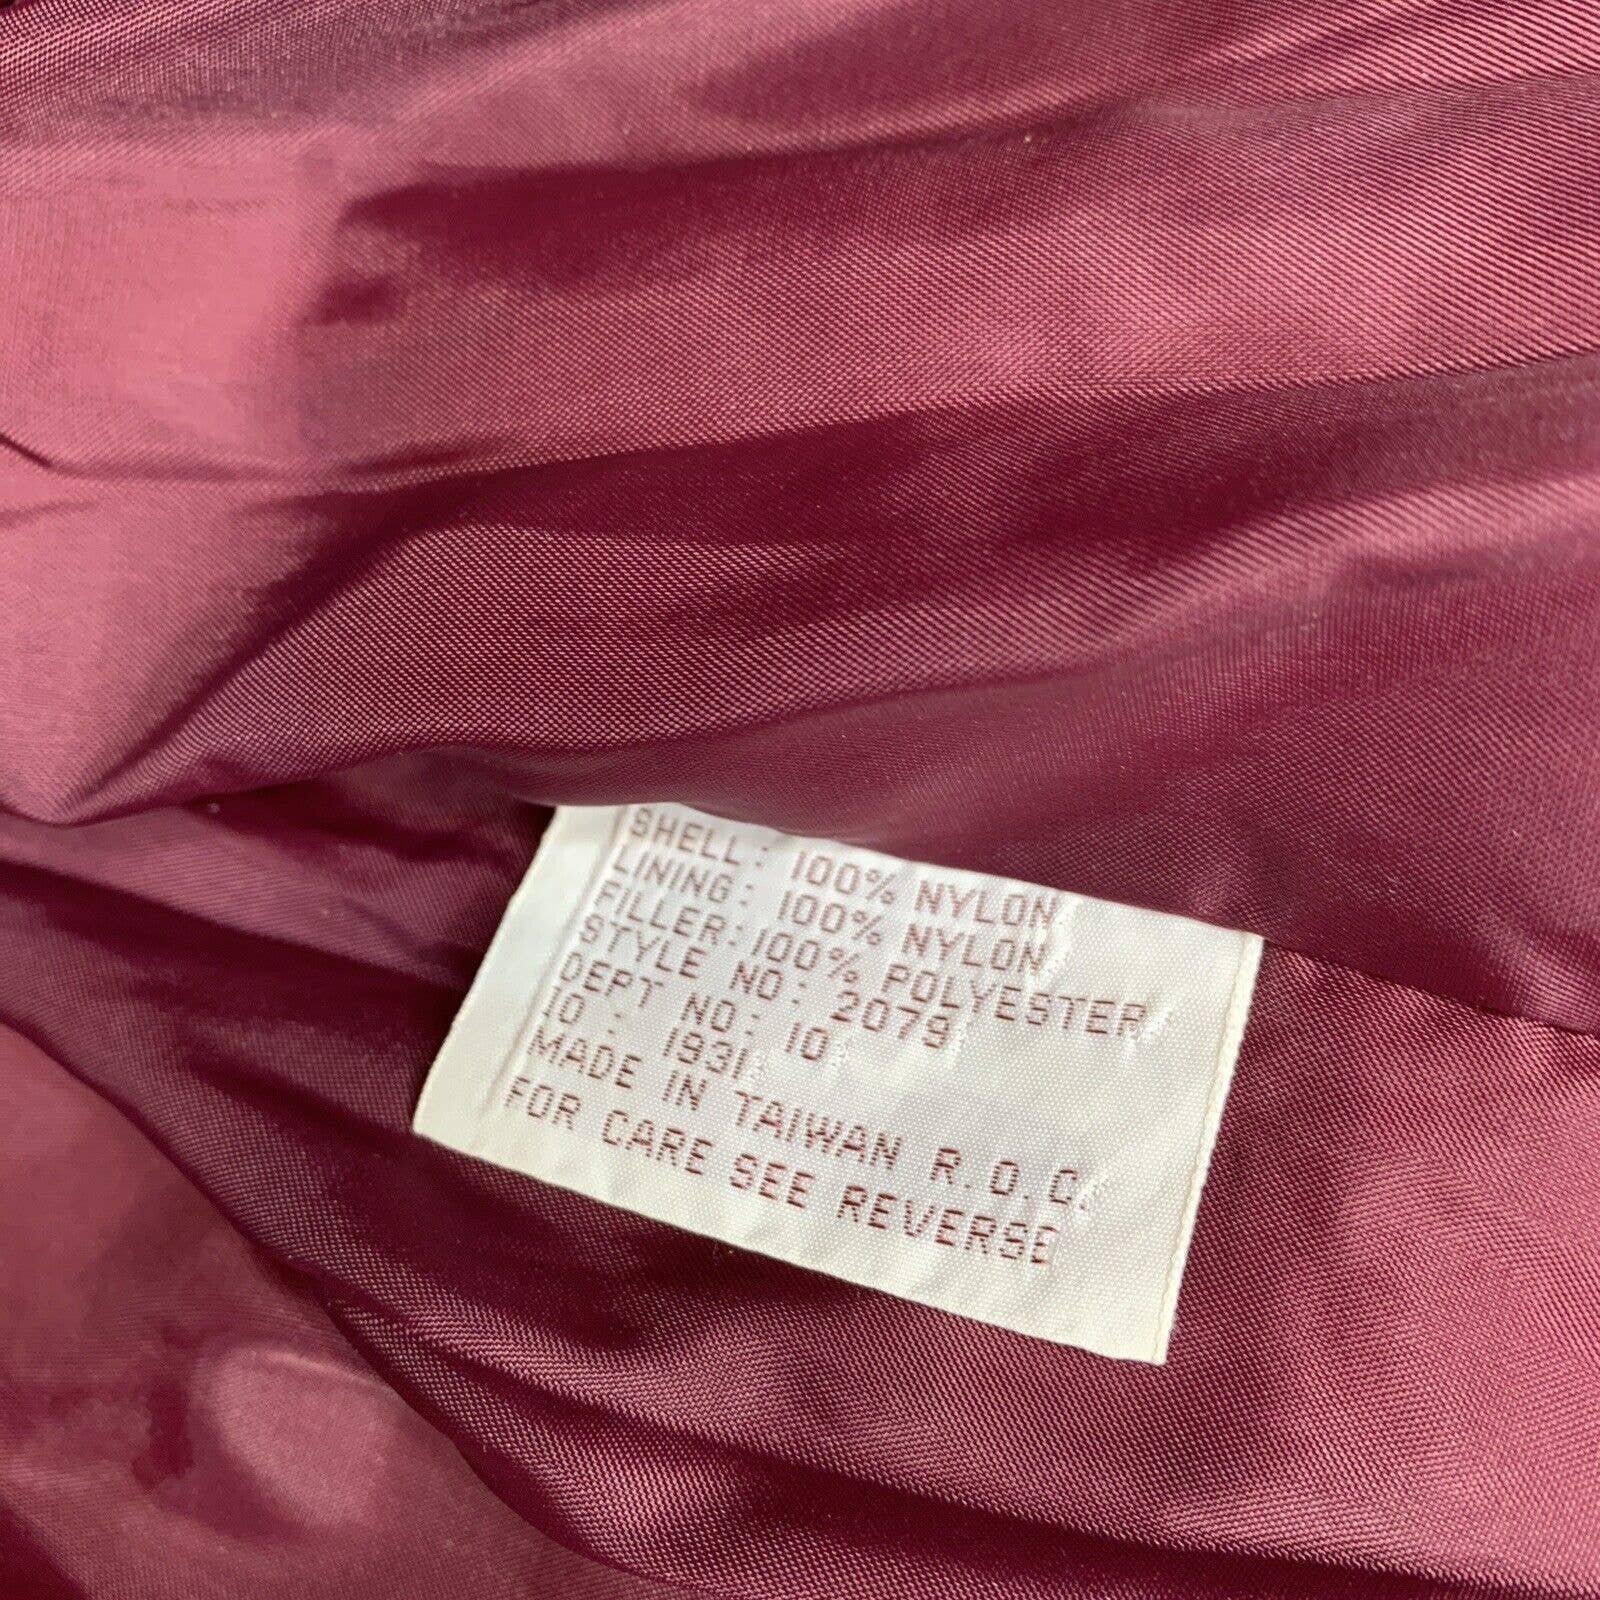 SHELL: 100% NYLON
LINING: 100% NYLON
FILLER: 100% POLYESTER
STYLE NO: 2079
DEPT NO: 10
IO: 1931
MADE IN TAIWAN R.O.C.
FOR CARE SEE REVERSE